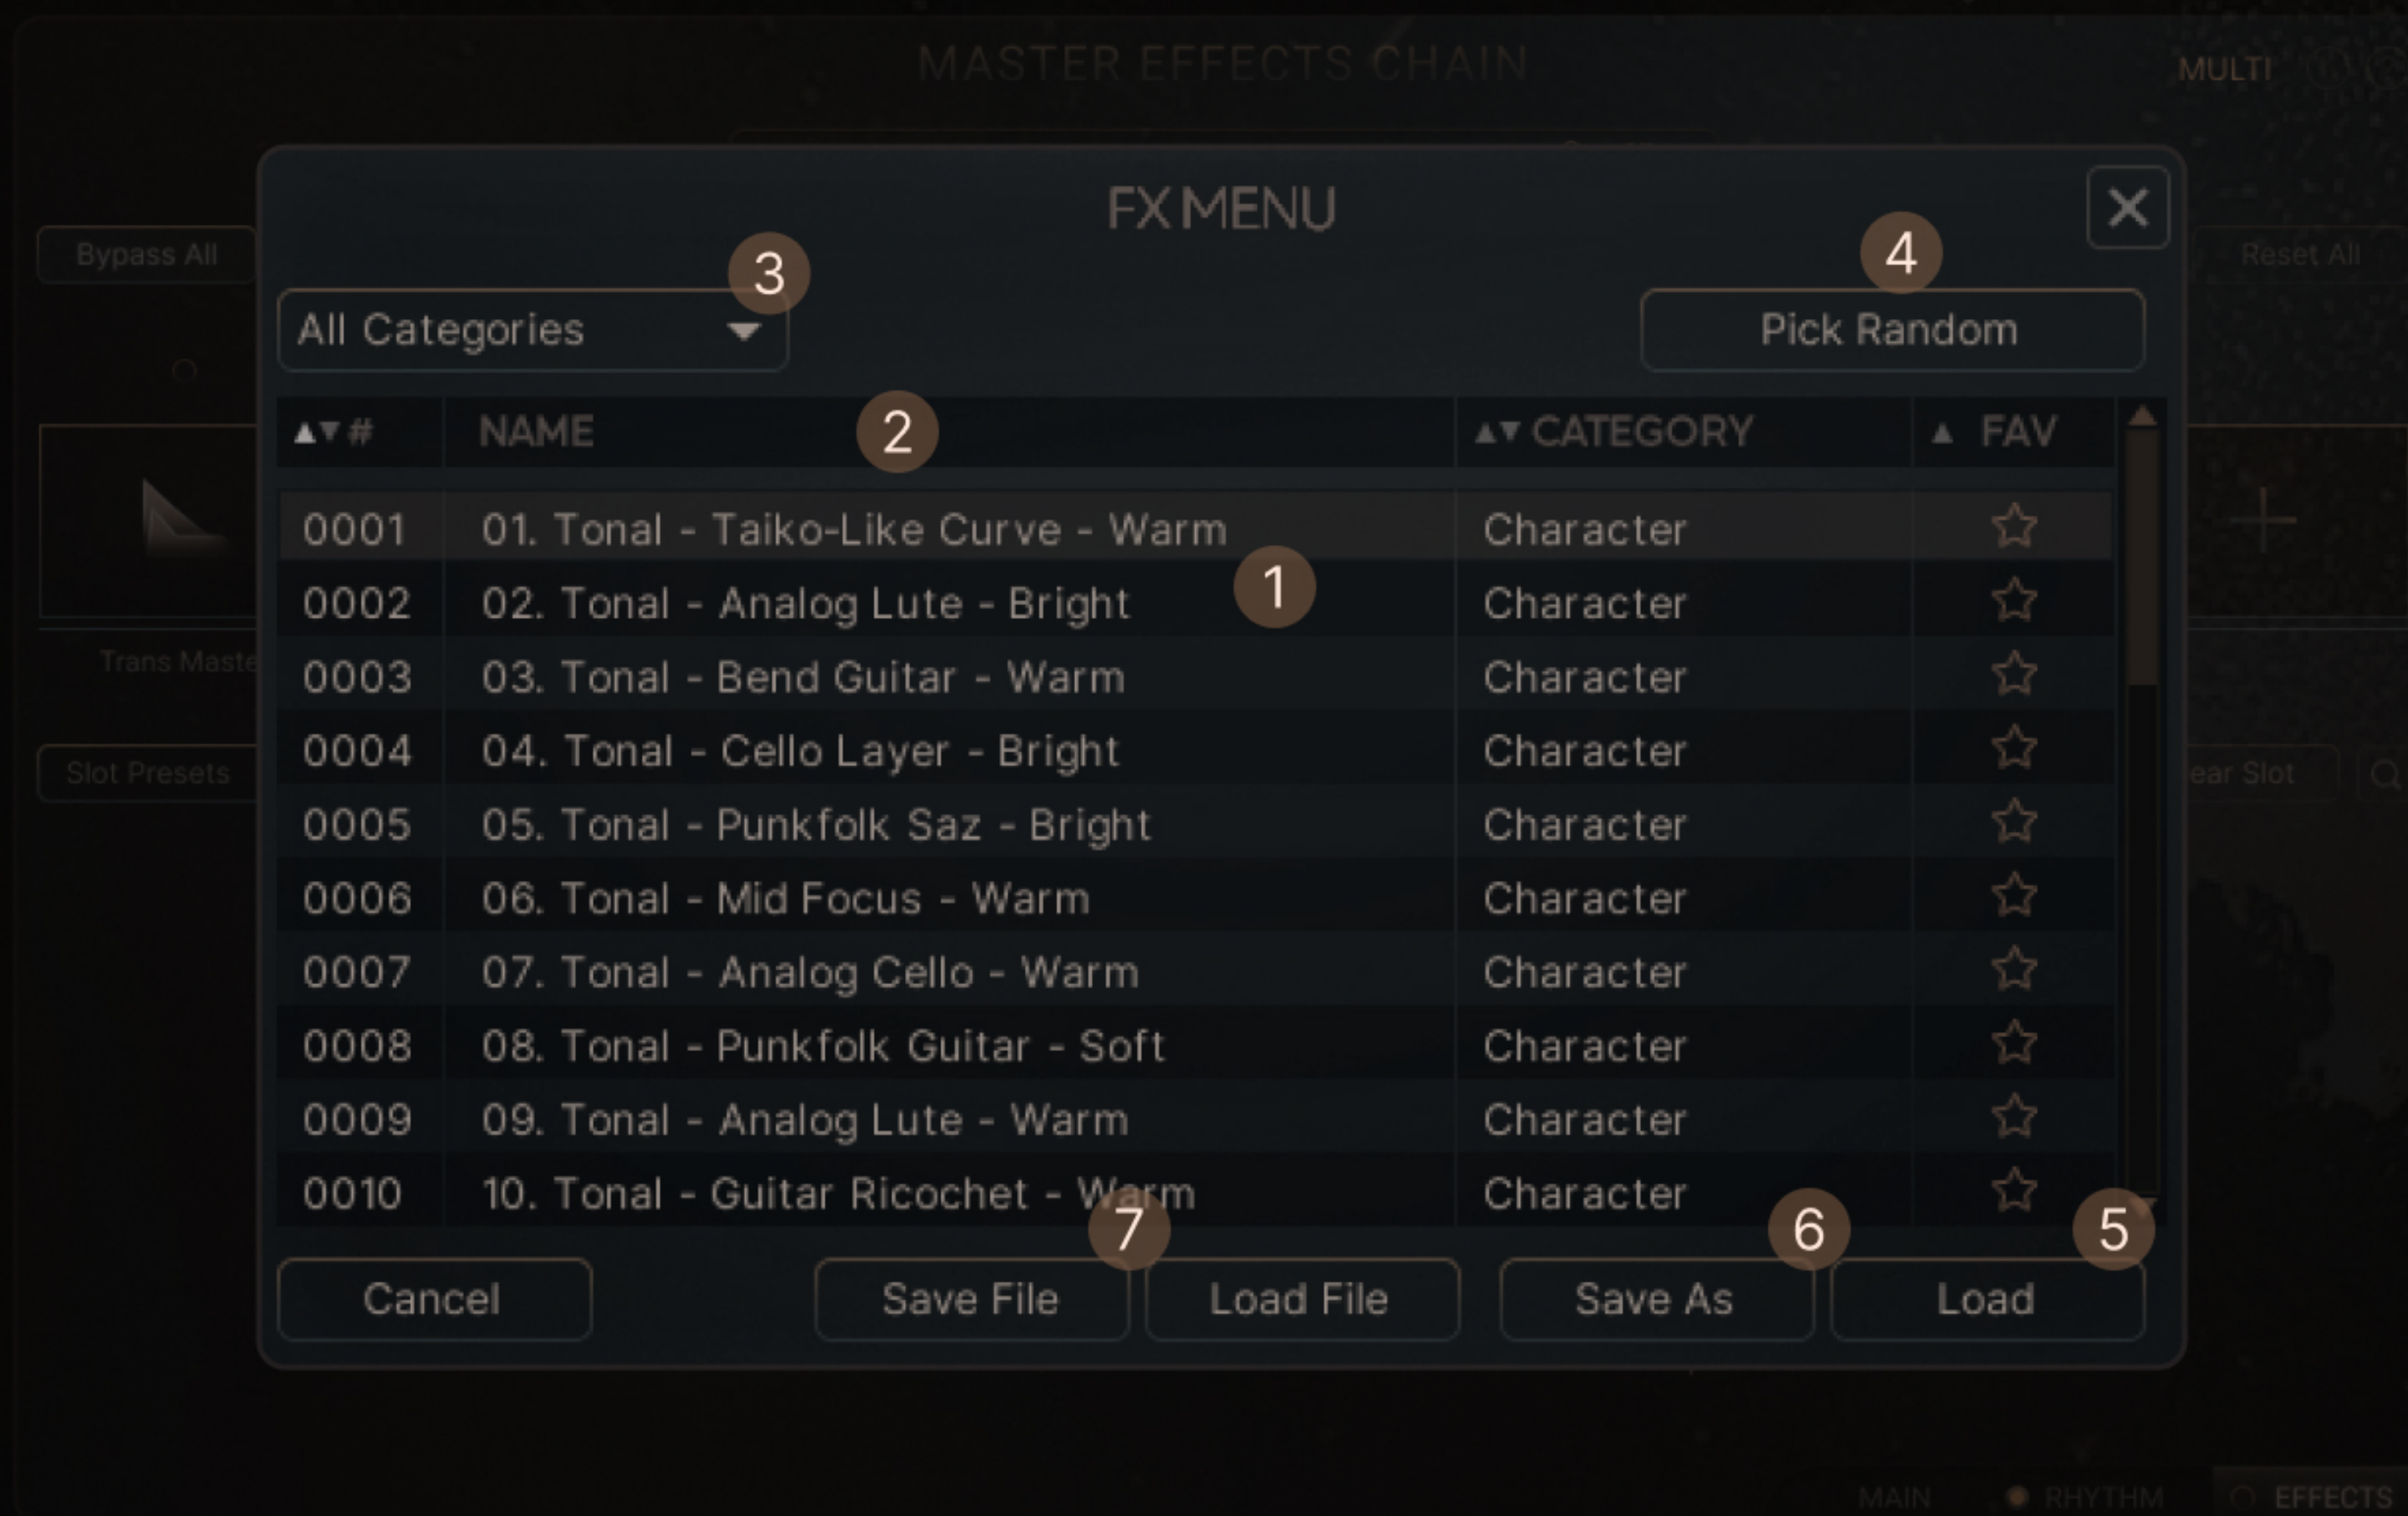 MASTER EFFECTS CHAIN
MULTI
FX MENU
Bypass All
3
4
Reset All
All Categories
Pick Random
# NAME 2 CATEGORY FAV
0001 01. Tonal - Taiko-Like Curve - Warm Character
1
0002 02. Tonal - Analog Lute - Bright Character
0003 03. Tonal - Bend Guitar - Warm Character
Trans Maste
0004 04. Tonal - Cello Layer - Bright Character
Slot Presets
ear Slot
0005 05. Tonal - Punkfolk Saz - Bright Character
0006 06. Tonal - Mid Focus - Warm Character
0007 07. Tonal - Analog Cello - Warm Character
0008 08. Tonal - Punkfolk Guitar - Soft Character
0009 09. Tonal - Analog Lute - Warm Character
0010 10. Tonal - Guitar Ricochet - Warm Character
7 6 5
Cancel Save File Load File Save As Load
MAIN RHYTHM EFFECTS